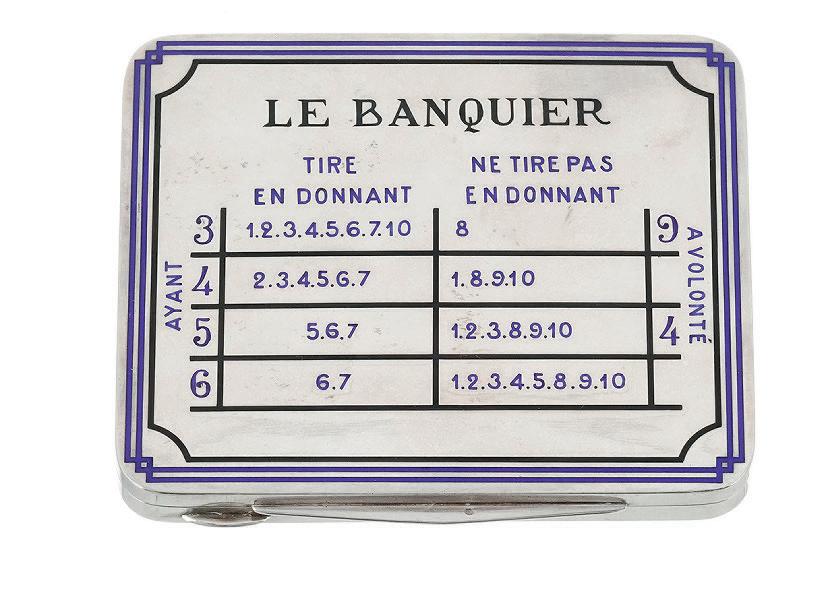 LE BANQUIER
TIRE
EN DONNANT
NE TIRE PAS
EN DONNANT
AYANT
3 1.2.3.4.5.6.7.10 8 9
4 2.3.4.5.6.7 1.8.9.10
5 5.6.7 1.2.3.8.9.10 4
6 6.7 1.2.3.4.5.8.9.10
A VOLONTÉ